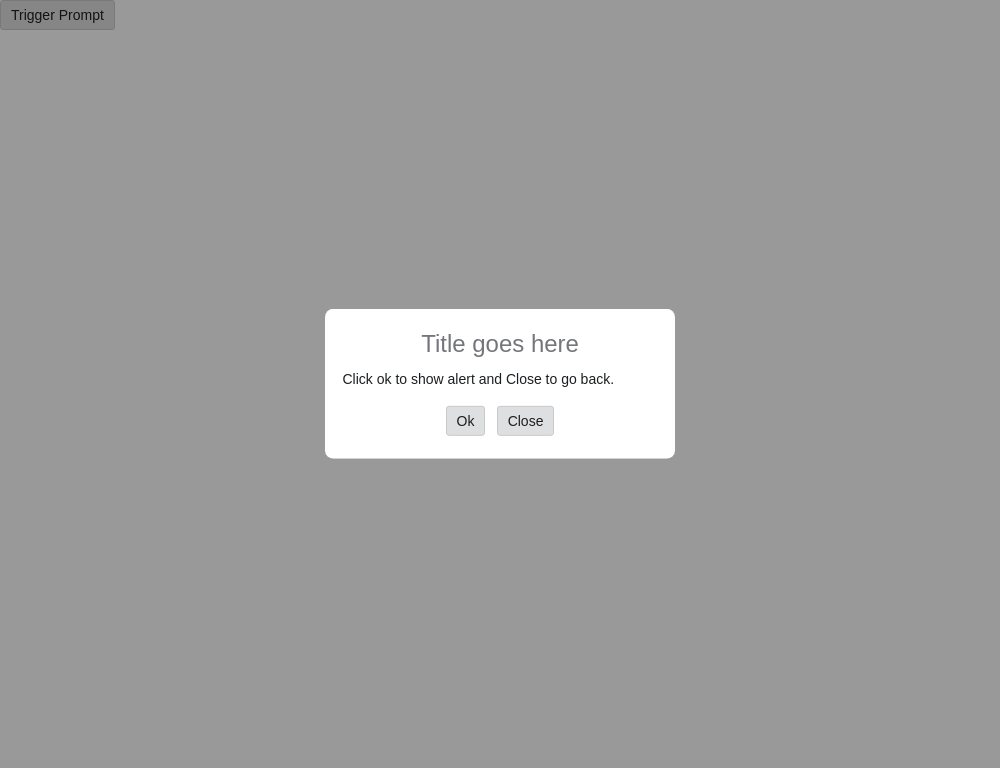 Trigger Prompt
Title goes here
Click ok to show alert and Close to go back.
Ok Close